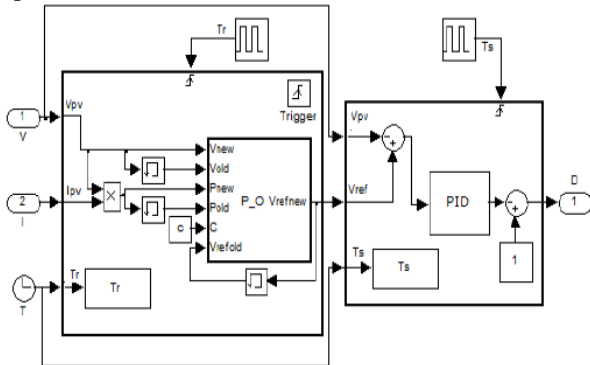 Tr
Ts
Trigger
1
V
Vpv
Vnew
Vold
Pnew
Pold
C
Vrefold
P_O Vrefnew
Vpv
2
I
Ipv
X
C
Vref
PID
D
1
1
T
Tr
Tr
Ts
Ts